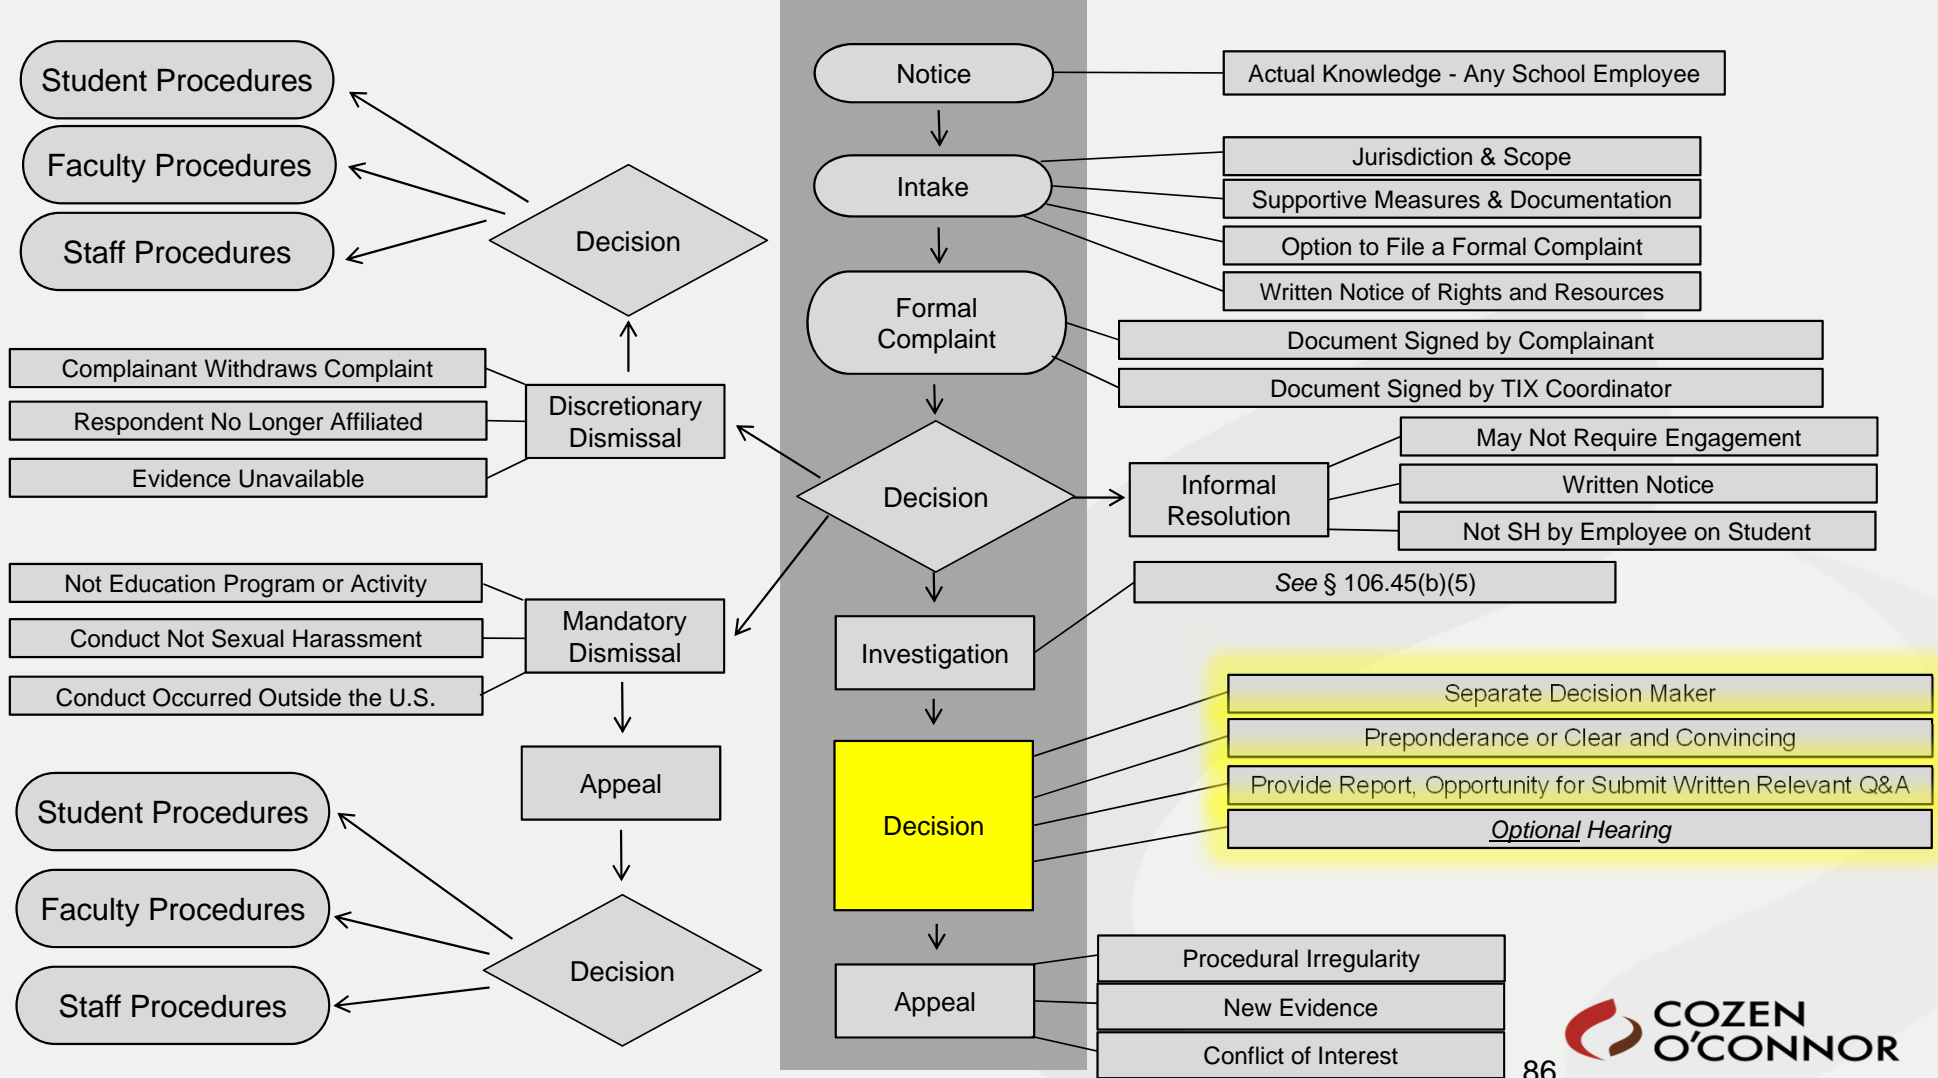 Student Procedures
Faculty Procedures
Staff Procedures
Decision
Complainant Withdraws Complaint
Respondent No Longer Affiliated
Evidence Unavailable
Discretionary
Dismissal
Not Education Program or Activity
Conduct Not Sexual Harassment
Conduct Occurred Outside the U.S.
Mandatory
Dismissal
Appeal
Student Procedures
Faculty Procedures
Staff Procedures
Decision
Notice
Actual Knowledge - Any School Employee
Intake
Jurisdiction & Scope
Supportive Measures & Documentation
Option to File a Formal Complaint
Written Notice of Rights and Resources
Formal
Complaint
Document Signed by Complainant
Document Signed by TIX Coordinator
Decision
Informal
Resolution
May Not Require Engagement
Written Notice
Not SH by Employee on Student
Investigation
See § 106.45(b)(5)
Decision
Separate Decision Maker
Preponderance or Clear and Convincing
Provide Report, Opportunity for Submit Written Relevant Q&A
Optional Hearing
Appeal
Procedural Irregularity
New Evidence
Conflict of Interest
86
COZEN
O'CONNOR